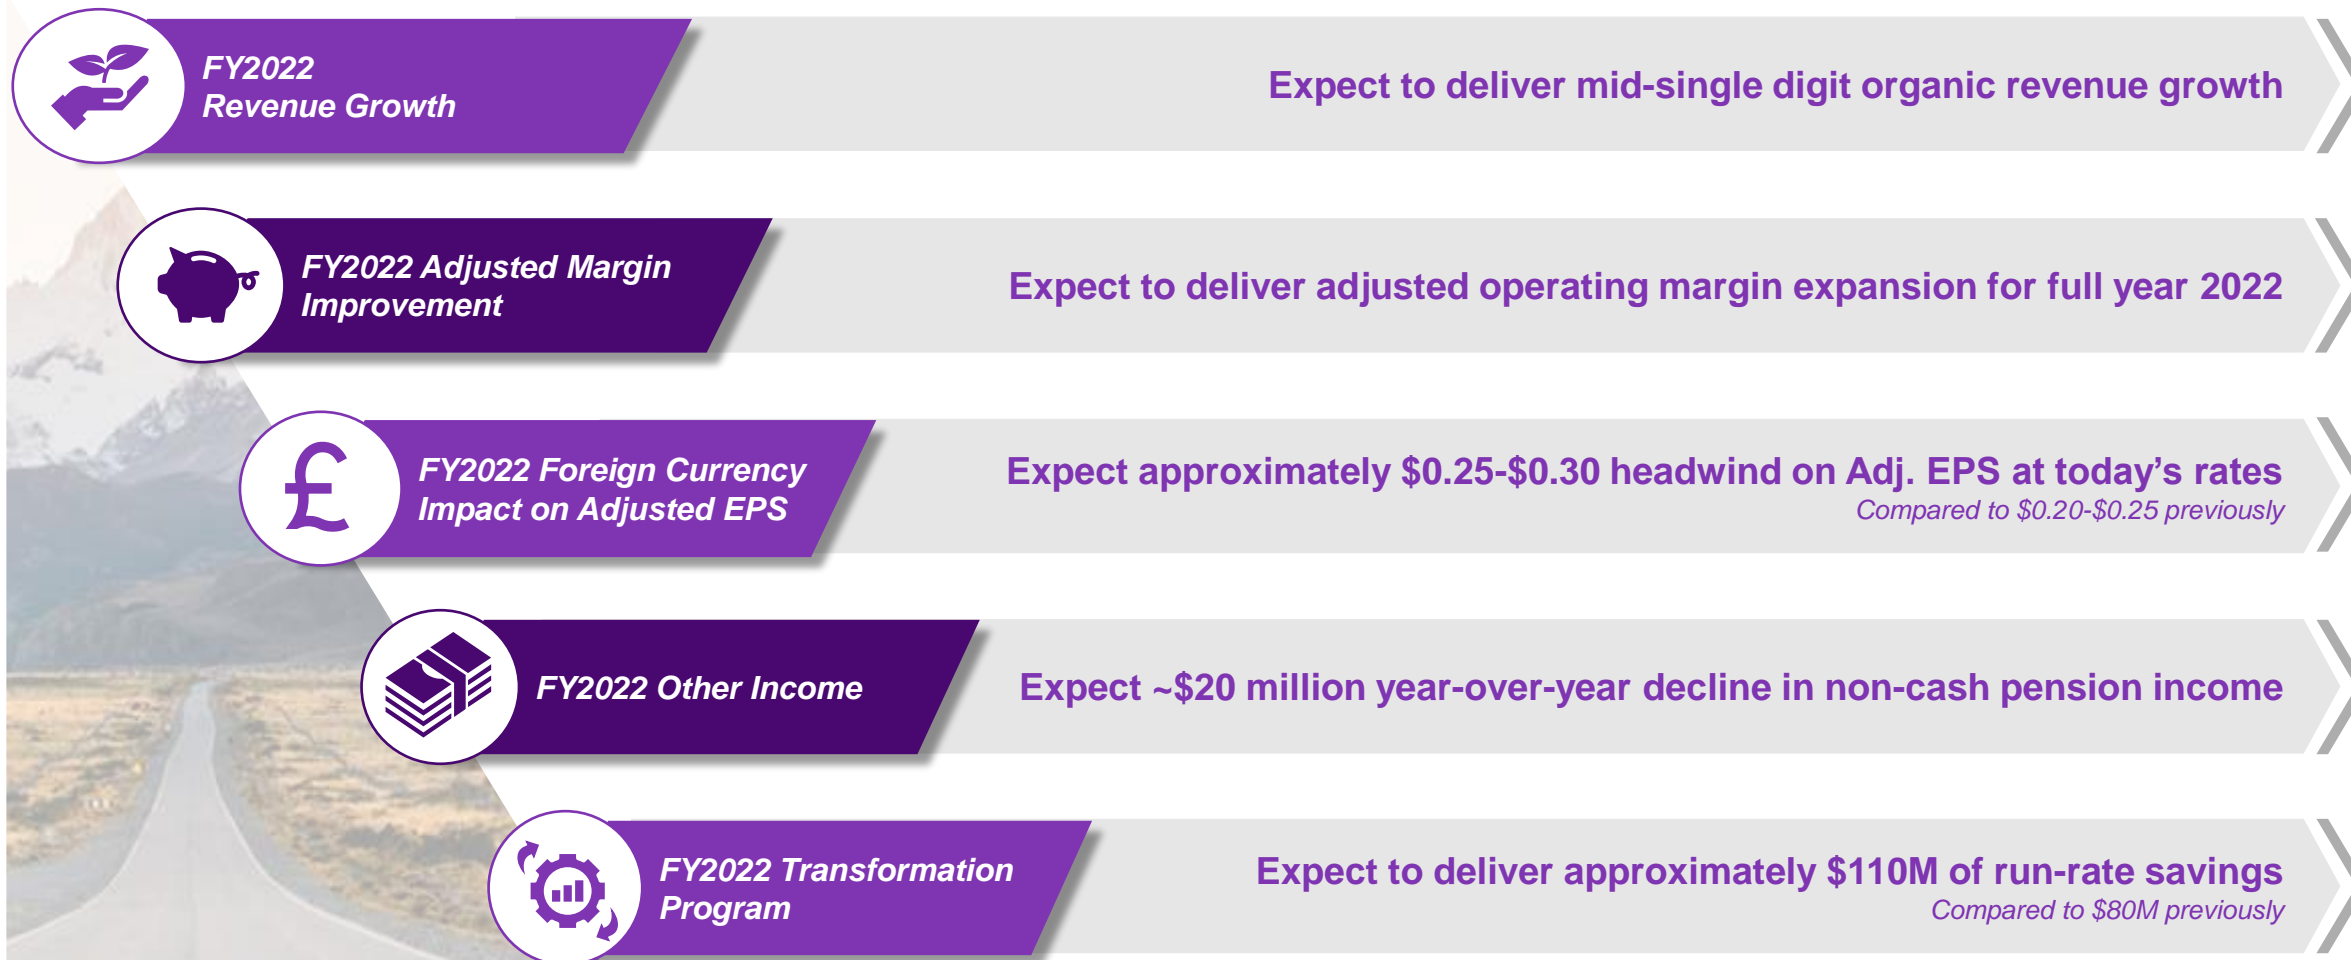 FY2022
Revenue Growth
Expect to deliver mid-single digit organic revenue growth
FY2022 Adjusted Margin
Improvement
Expect to deliver adjusted operating margin expansion for full year 2022
FY2022 Foreign Currency
Impact on Adjusted EPS
Expect approximately $0.25-$0.30 headwind on Adj. EPS at today’s rates
Compared to $0.20-$0.25 previously
FY2022 Other Income
Expect ~$20 million year-over-year decline in non-cash pension income
FY2022 Transformation
Program
Expect to deliver approximately $110M of run-rate savings
Compared to $80M previously